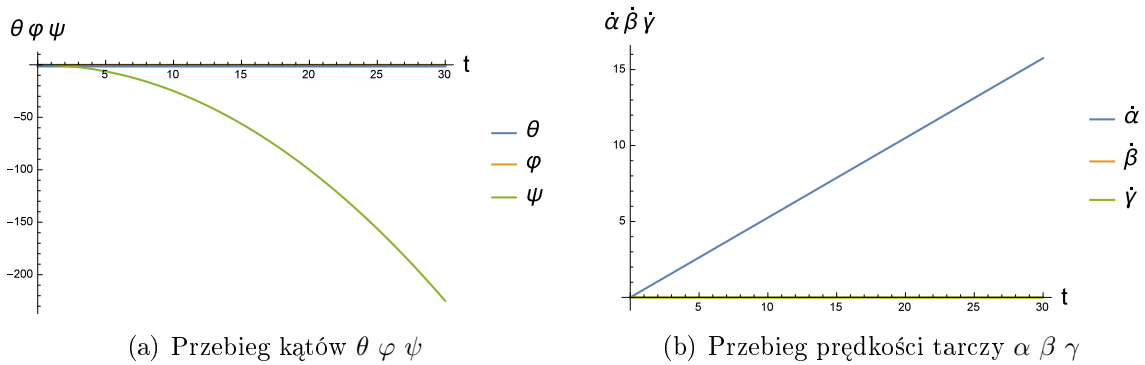 θ φ ψ
5 10 15 20 25 30 t
-50
-100
-150
-200
θ
φ
ψ
(a) Przebieg kątów θ φ ψ
α̇ β̇ γ̇
15
10
5
5 10 15 20 25 30 t
α̇
β̇
γ̇
(b) Przebieg prędkości tarczy α β γ